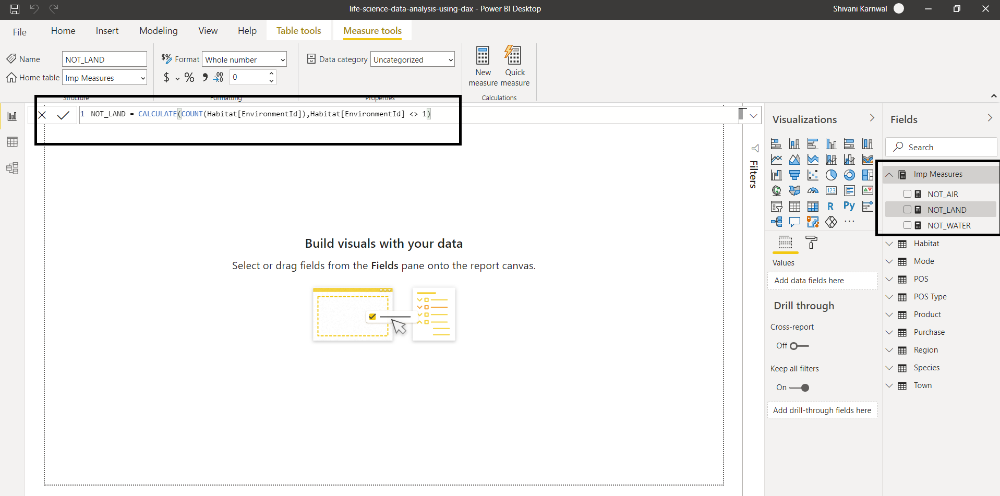 life-science-data-analysis-using-dax - Power BI Desktop
Shivani Karnwal
File Home Insert Modeling View Help Table tools Measure tools
Name NOT_LAND
Home table Imp Measures
Structure
$% Format Whole number
$ % 9 .00 0
Formatting
Data category Uncategorized
Properties
New measure
Quick measure
Calculations
1 NOT_LAND = CALCULATE(COUNT(Habitat[EnvironmentId]),Habitat[EnvironmentId] <> 1)
Build visuals with your data
Select or drag fields from the Fields pane onto the report canvas.
Filters
Visualizations
123
R Py
...
Values
Add data fields here
Drill through
Cross-report
Off
Keep all filters
On
Add drill-through fields here
Fields
Search
Imp Measures
NOT_AIR
NOT_LAND
NOT_WATER
Habitat
Mode
POS
POS Type
Product
Purchase
Region
Species
Town